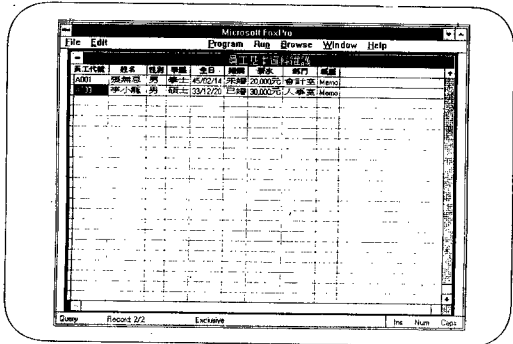 Microsoft FoxPro
File Edit Program Run Browse Window Help
員工基本資料維護
員工代號 姓名 性別 學歷 生日 婚姻 薪水 部門
A001 張無忌 男 學士 45/02/14 未婚 20,000元 會計室 Memo
李小龍 男 碩士 33/12/20 已婚 30,000元 人事室 Memo
Query Record 2/2 Exclusive Ins Num Caps